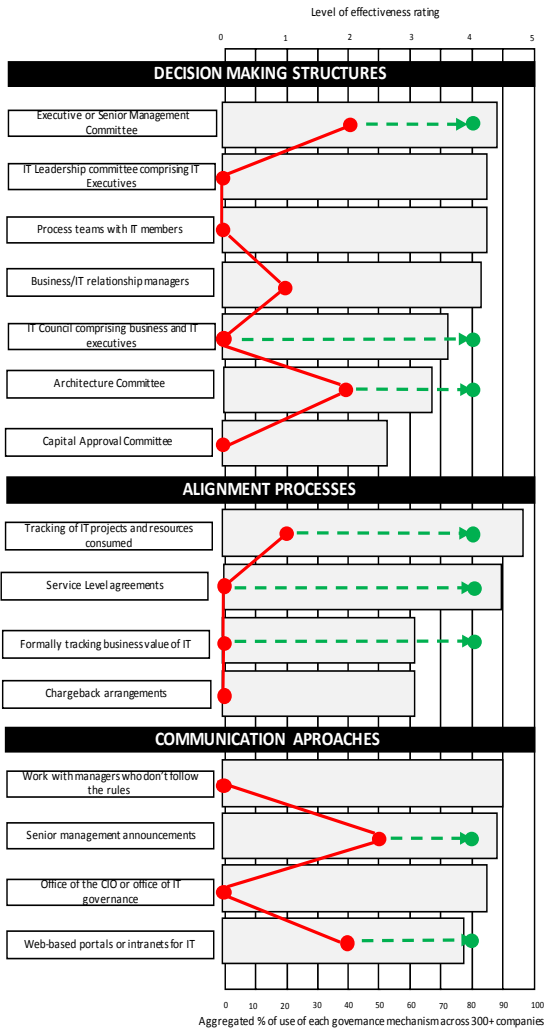 Level of effectiveness rating
0 1 2 3 4 5
DECISION MAKING STRUCTURES
Executive or Senior Management
Committee
IT Leadership committee comprising IT
Executives
Process teams with IT members
Business/IT relationship managers
IT Council comprising business and IT
executives
Architecture Committee
Capital Approval Committee
ALIGNMENT PROCESSES
Tracking of IT projects and resources
consumed
Service Level agreements
Formally tracking business value of IT
Chargeback arrangements
COMMUNICATION APROACHES
Work with managers who don't follow
the rules
Senior management announcements
Office of the CIO or office of IT
governance
Web-based portals or intranets for IT
0 10 20 30 40 50 60 70 80 90 100
Aggregated % of use of each governance mechanism across 300+ companies